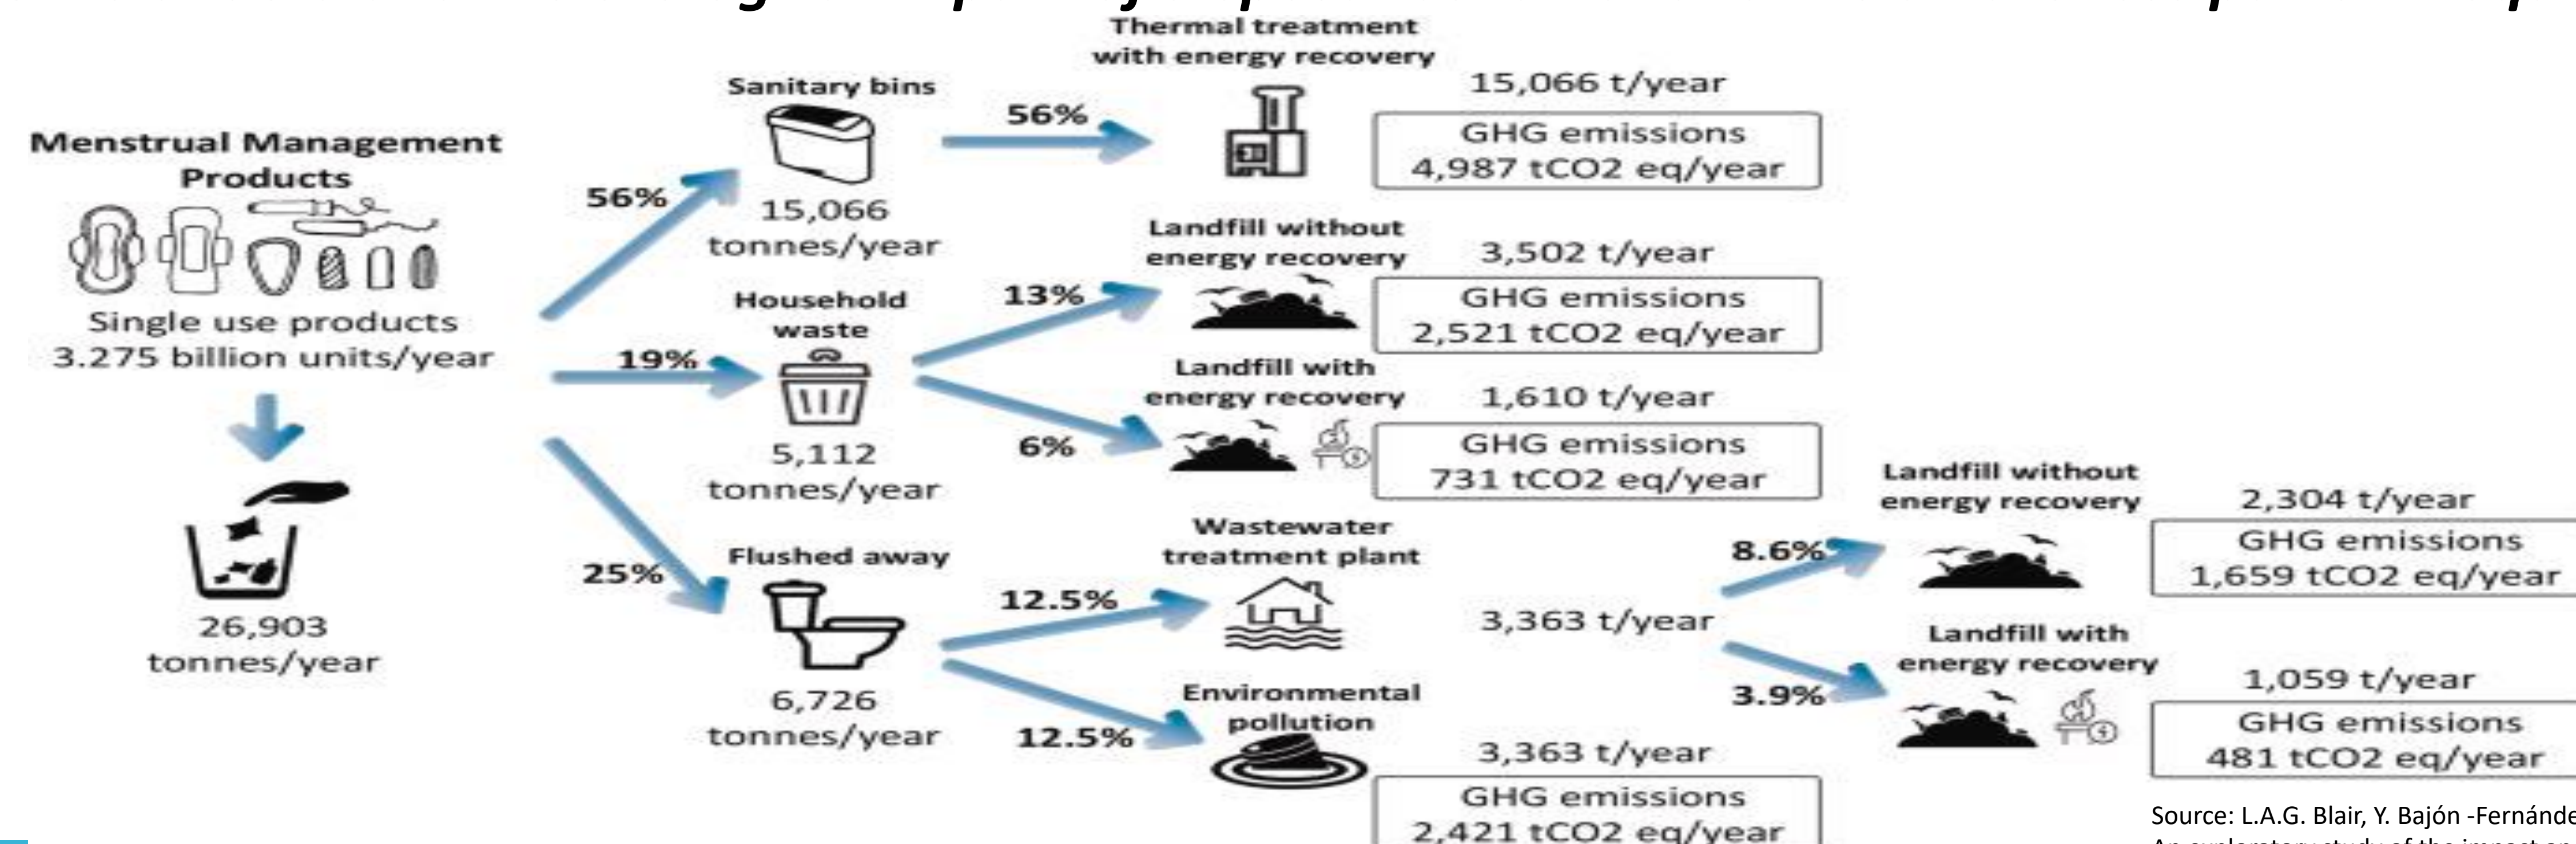 Thermal treatment
with energy recovery
15,066 t/year
GHG emissions
4,987 tCO2 eq/year
Sanitary bins
56%
Menstrual Management
Products
56%
15,066
tonnes/year
Single use products
3.275 billion units/year
Landfill without
energy recovery
3,502 t/year
GHG emissions
2,521 tCO2 eq/year
Household
waste
13%
19%
Landfill with
energy recovery
1,610 t/year
GHG emissions
731 tCO2 eq/year
6%
5,112
tonnes/year
26,903
tonnes/year
25%
Flushed away
Wastewater
treatment plant
12.5%
3,363 t/year
8.6%
Landfill without
energy recovery
2,304 t/year
GHG emissions
1,659 tCO2 eq/year
3.9%
Landfill with
energy recovery
1,059 t/year
GHG emissions
481 tCO2 eq/year
6,726
tonnes/year
12.5%
Environmental
pollution
3,363 t/year
GHG emissions
2,421 tCO2 eq/year
Source: L.A.G. Blair, Y. Bajón -Fernánde
An exploratory study of the impact an